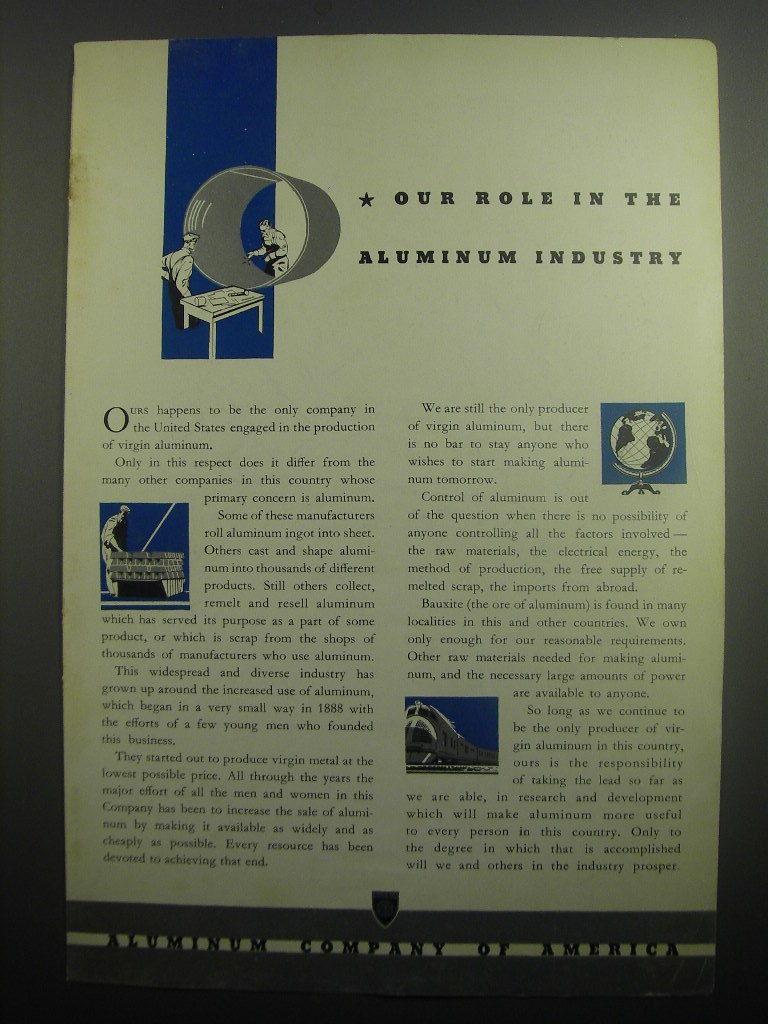 ★ OUR ROLE IN THE
ALUMINUM INDUSTRY
OURS happens to be the only company in
the United States engaged in the production
of virgin aluminum.
Only in this respect does it differ from the
many other companies in this country whose
primary concern is aluminum.
Some of these manufacturers
roll aluminum ingot into sheet.
Others cast and shape alumi-
num into thousands of different
products. Still others collect,
remelt and resell aluminum
which has served its purpose as a part of some
product, or which is scrap from the shops of
thousands of manufacturers who use aluminum.
This widespread and diverse industry has
grown up around the increased use of aluminum,
which began in a very small way in 1888 with
the efforts of a few young men who founded
this business.
They started out to produce virgin metal at the
lowest possible price. All through the years the
major effort of all the men and women in this
Company has been to increase the sale of alumi-
num by making it available as widely and as
cheaply as possible. Every resource has been
devoted to achieving that end.
We are still the only producer
of virgin aluminum, but there
is no bar to stay anyone who
wishes to start making alumi-
num tomorrow.
Control of aluminum is out
of the question when there is no possibility of
anyone controlling all the factors involved—
the raw materials, the electrical energy, the
method of production, the free supply of re-
melted scrap, the imports from abroad.
Bauxite (the ore of aluminum) is found in many
localities in this and other countries. We own
only enough for our reasonable requirements.
Other raw materials needed for making alumi-
num, and the necessary large amounts of power
are available to anyone.
So long as we continue to
be the only producer of vir-
gin aluminum in this country,
ours is the responsibility
of taking the lead so far as
we are able, in research and development
which will make aluminum more useful
to every person in this country. Only to
the degree in which that is accomplished
will we and others in the industry prosper.
ALUMINUM COMPANY OF AMERICA